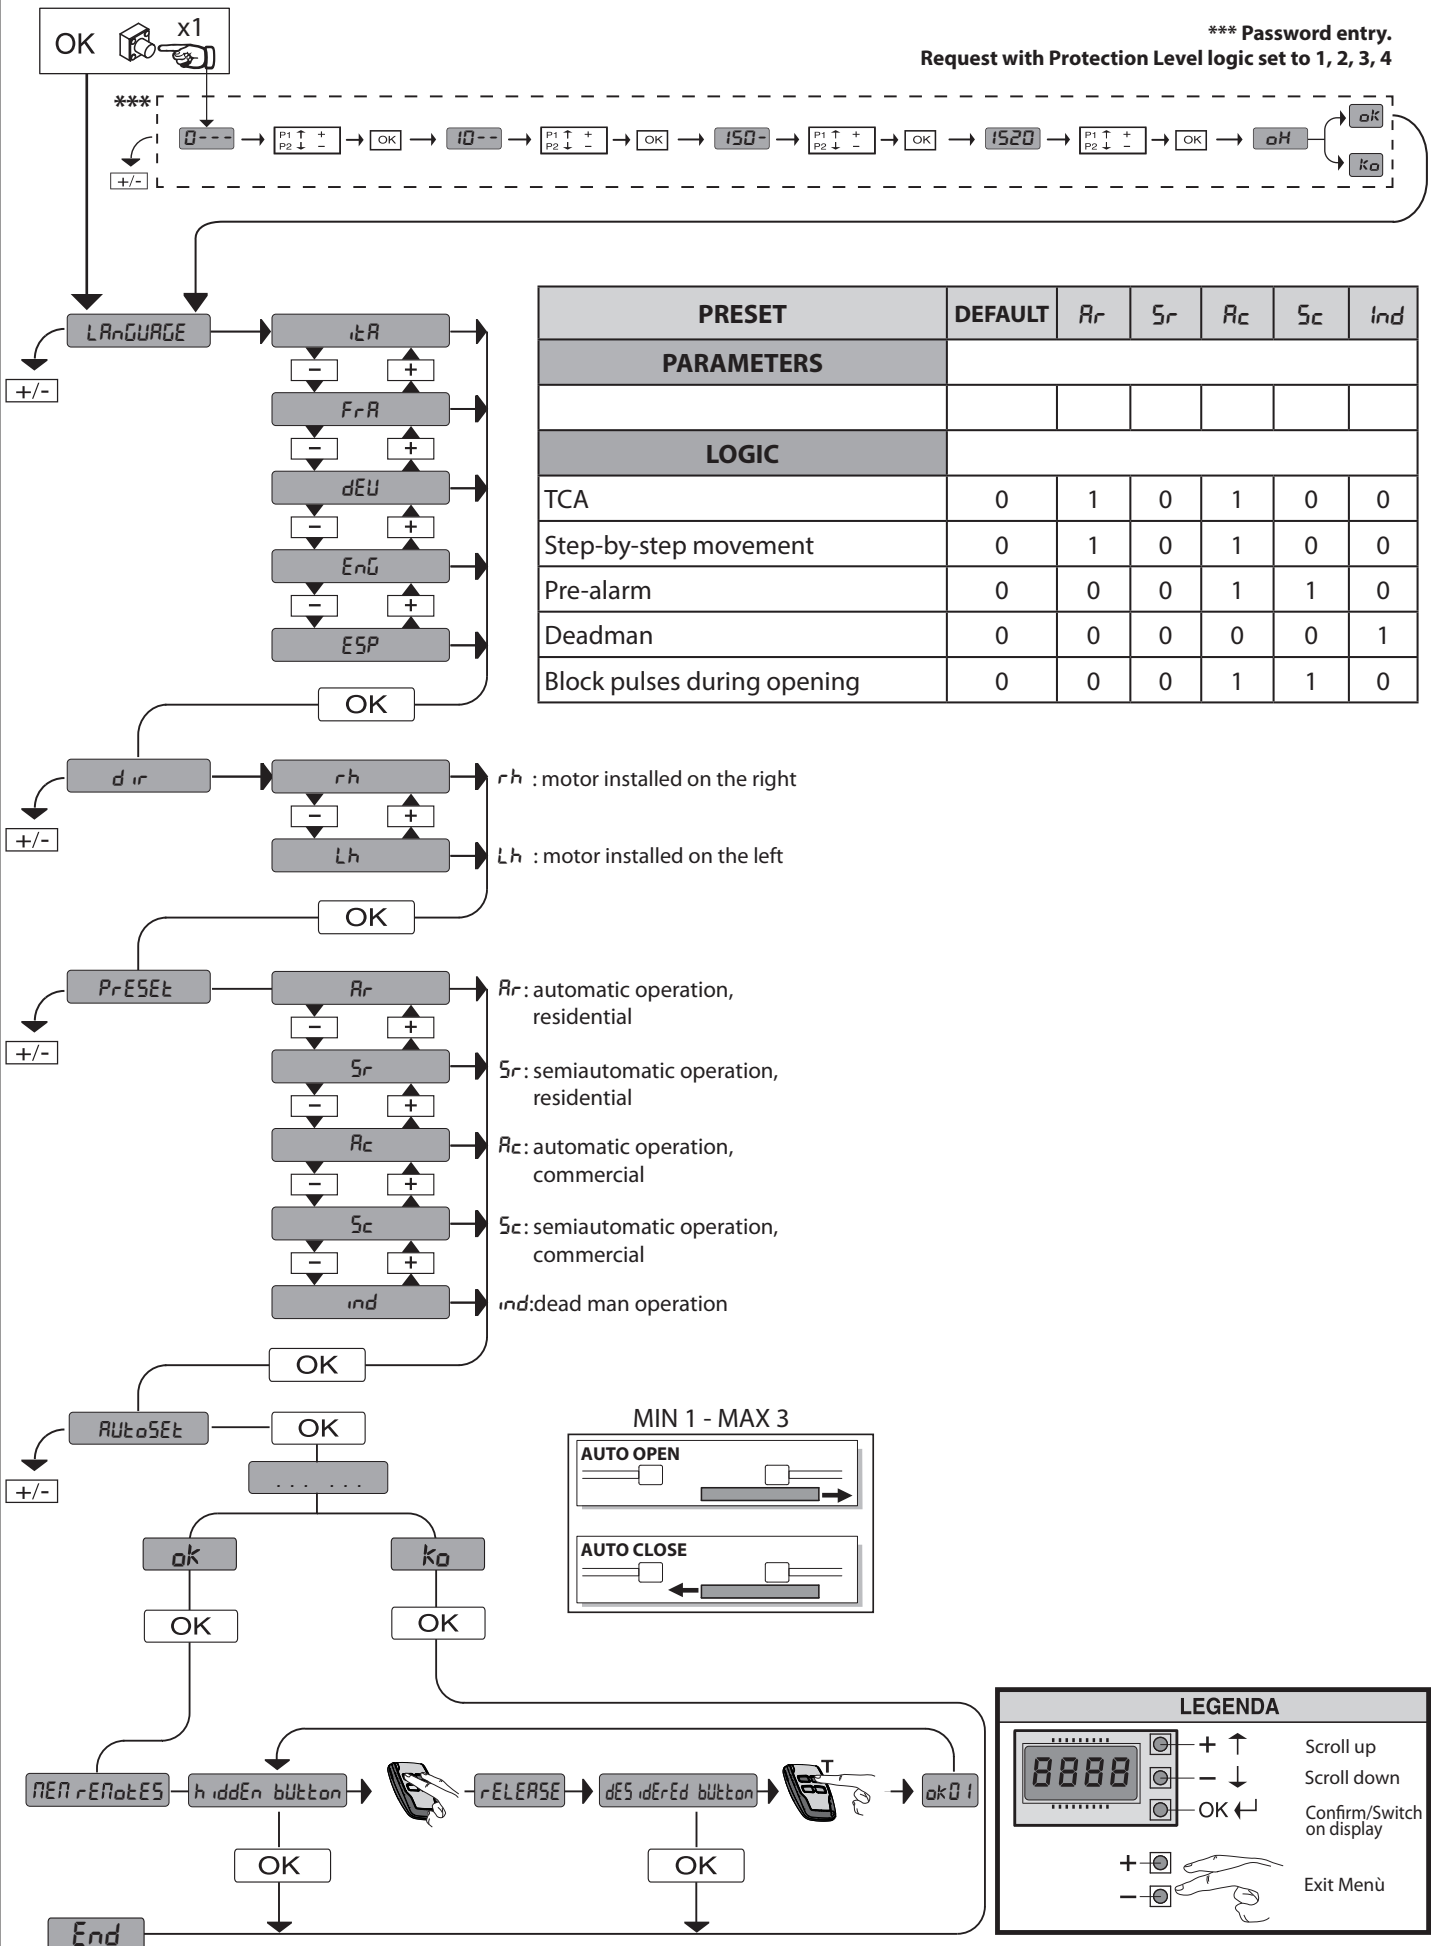 OK x1
*** Password entry.
Request with Protection Level logic set to 1, 2, 3, 4
***
0--- P1 ↑ + OK 10-- P1 ↑ + OK 150- P1 ↑ + OK 1520 P1 ↑ + OK oH ok
P2 ↓ − P2 ↓ − P2 ↓ − P2 ↓ −
+/- Ko
LAnGUAGE itA
− +
+/-
FrA
− +
dEU
− +
EnG
− +
ESP
OK
PRESET DEFAULT Ar Sr Ac Sc Ind
PARAMETERS
LOGIC
TCA 0 1 0 1 0 0
Step-by-step movement 0 1 0 1 0 0
Pre-alarm 0 0 0 1 1 0
Deadman 0 0 0 0 0 1
Block pulses during opening 0 0 0 1 1 0
dir rh rh : motor installed on the right
− +
+/-
Lh Lh : motor installed on the left
OK
PrESEt Ar Ar: automatic operation,
residential
− +
+/-
Sr Sr: semiautomatic operation,
residential
− +
Ac Ac: automatic operation,
commercial
− +
Sc Sc: semiautomatic operation,
commercial
− +
ind ind:dead man operation
OK
AUtoSEt OK
+/-
... ...
ok Ko
OK OK
MIN 1 - MAX 3
AUTO OPEN
AUTO CLOSE
MEM rEMotES hiddEn bUtton rELEASE dESidErEd bUtton T ok01
OK OK
End
LEGENDA
8888
+ ↑ Scroll up
− ↓ Scroll down
OK ↵ Confirm/Switch
on display
+
− Exit Menù